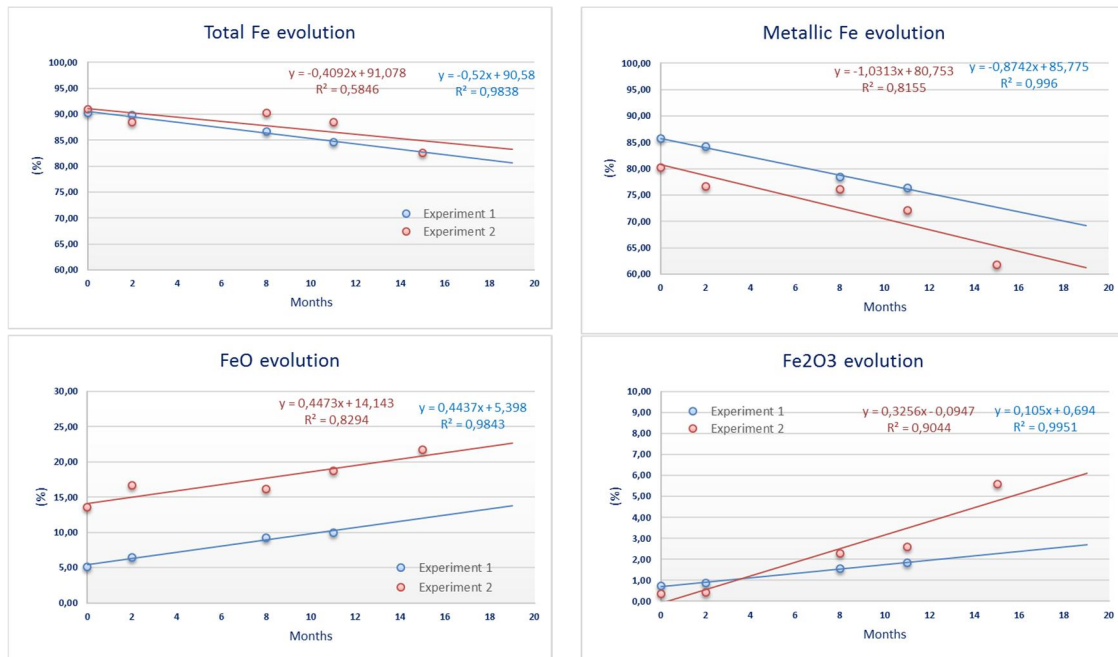 Total Fe evolution
y = -0,4092x + 91,078
R² = 0,5846
y = -0,52x + 90,58
R² = 0,9838
100,00
95,00
90,00
85,00
80,00
75,00
70,00
65,00
60,00
(%)
Experiment 1
Experiment 2
0 2 4 6 8 10 12 14 16 18 20
Months
Metallic Fe evolution
y = -1,0313x + 80,753
R² = 0,8155
y = -0,8742x + 85,775
R² = 0,996
100,00
95,00
90,00
85,00
80,00
75,00
70,00
65,00
60,00
(%)
0 2 4 6 8 10 12 14 16 18 20
Months
FeO evolution
y = 0,4473x + 14,143
R² = 0,8294
y = 0,4437x + 5,398
R² = 0,9843
30,00
25,00
20,00
15,00
10,00
5,00
0,00
(%)
Experiment 1
Experiment 2
0 2 4 6 8 10 12 14 16 18 20
Months
Fe2O3 evolution
Experiment 1
Experiment 2
y = 0,3256x - 0,0947
R² = 0,9044
y = 0,105x + 0,694
R² = 0,9951
10,00
9,00
8,00
7,00
6,00
5,00
4,00
3,00
2,00
1,00
0,00
(%)
0 2 4 6 8 10 12 14 16 18 20
Months